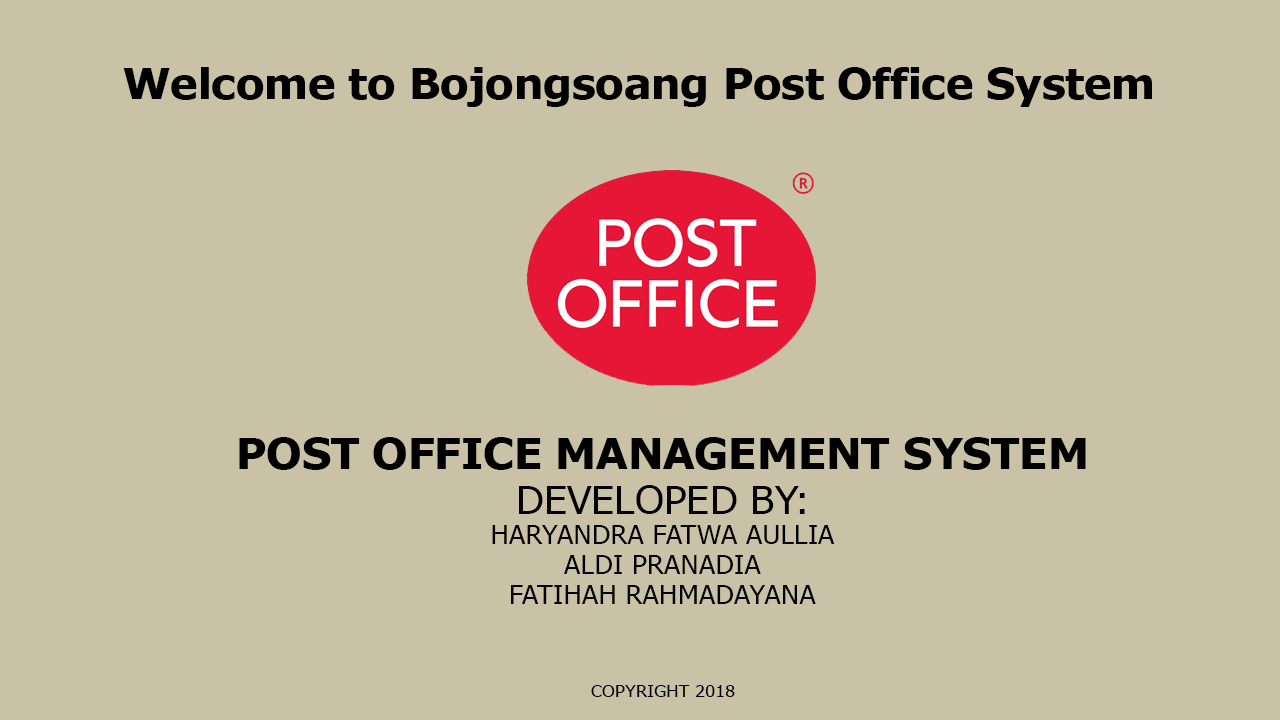 Welcome to Bojongsoang Post Office System
®
POST
OFFICE
POST OFFICE MANAGEMENT SYSTEM
DEVELOPED BY:
HARYANDRA FATWA AULLIA
ALDI PRANADIA
FATIHAH RAHMADAYANA
COPYRIGHT 2018